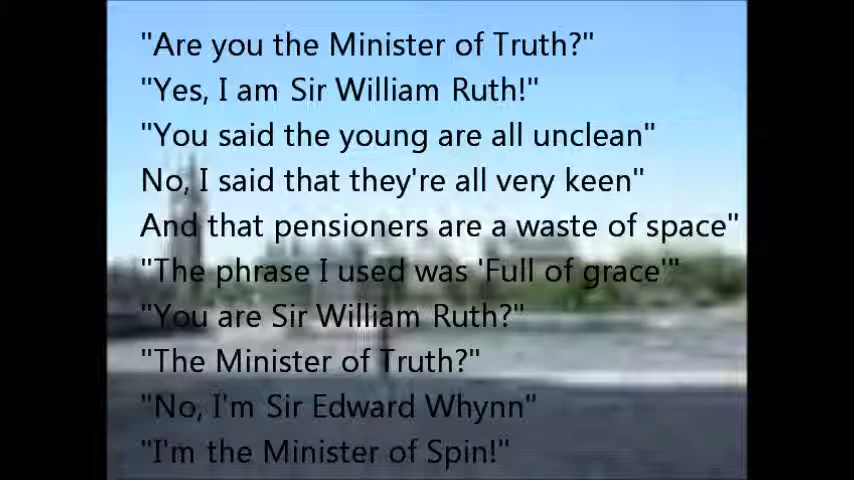 "Are you the Minister of Truth?"
"Yes, I am Sir William Ruth!"
"You said the young are all unclean"
No, I said that they're all very keen"
And that pensioners are a waste of space"
"The phrase I used was 'Full of grace'"
"You are Sir William Ruth?"
"The Minister of Truth?"
"No, I'm Sir Edward Whynn"
"I'm the Minister of Spin!"